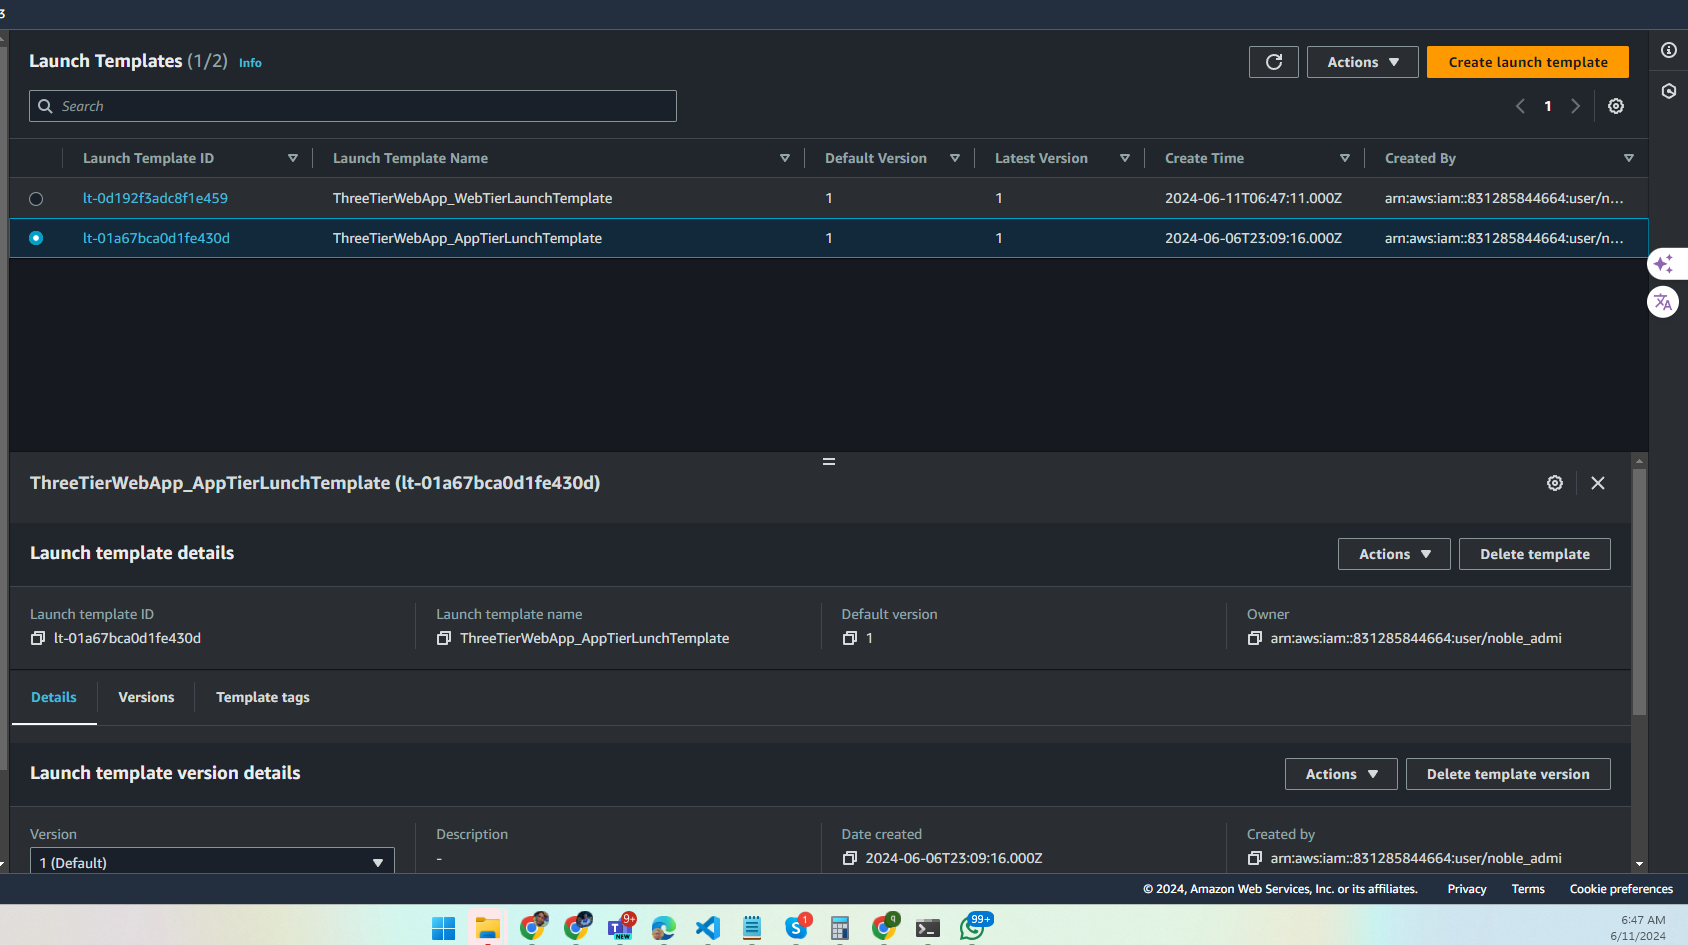 3
Launch Templates (1/2) Info
Actions
Create launch template
Search
1
Launch Template ID Launch Template Name Default Version Latest Version Create Time Created By
lt-0d192f3adc8f1e459 ThreeTierWebApp_WebTierLaunchTemplate 1 1 2024-06-11T06:47:11.000Z arn:aws:iam::831285844664:user/n...
lt-01a67bca0d1fe430d ThreeTierWebApp_AppTierLunchTemplate 1 1 2024-06-06T23:09:16.000Z arn:aws:iam::831285844664:user/n...
ThreeTierWebApp_AppTierLunchTemplate (lt-01a67bca0d1fe430d)
Launch template details
Actions
Delete template
Launch template ID Launch template name Default version Owner
lt-01a67bca0d1fe430d ThreeTierWebApp_AppTierLunchTemplate 1 arn:aws:iam::831285844664:user/noble_admi
Details Versions Template tags
Launch template version details
Actions
Delete template version
Version Description Date created Created by
1 (Default) - 2024-06-06T23:09:16.000Z arn:aws:iam::831285844664:user/noble_admi
© 2024, Amazon Web Services, Inc. or its affiliates. Privacy Terms Cookie preferences
9+ NEW 1 q 99+
6:47 AM
6/11/2024